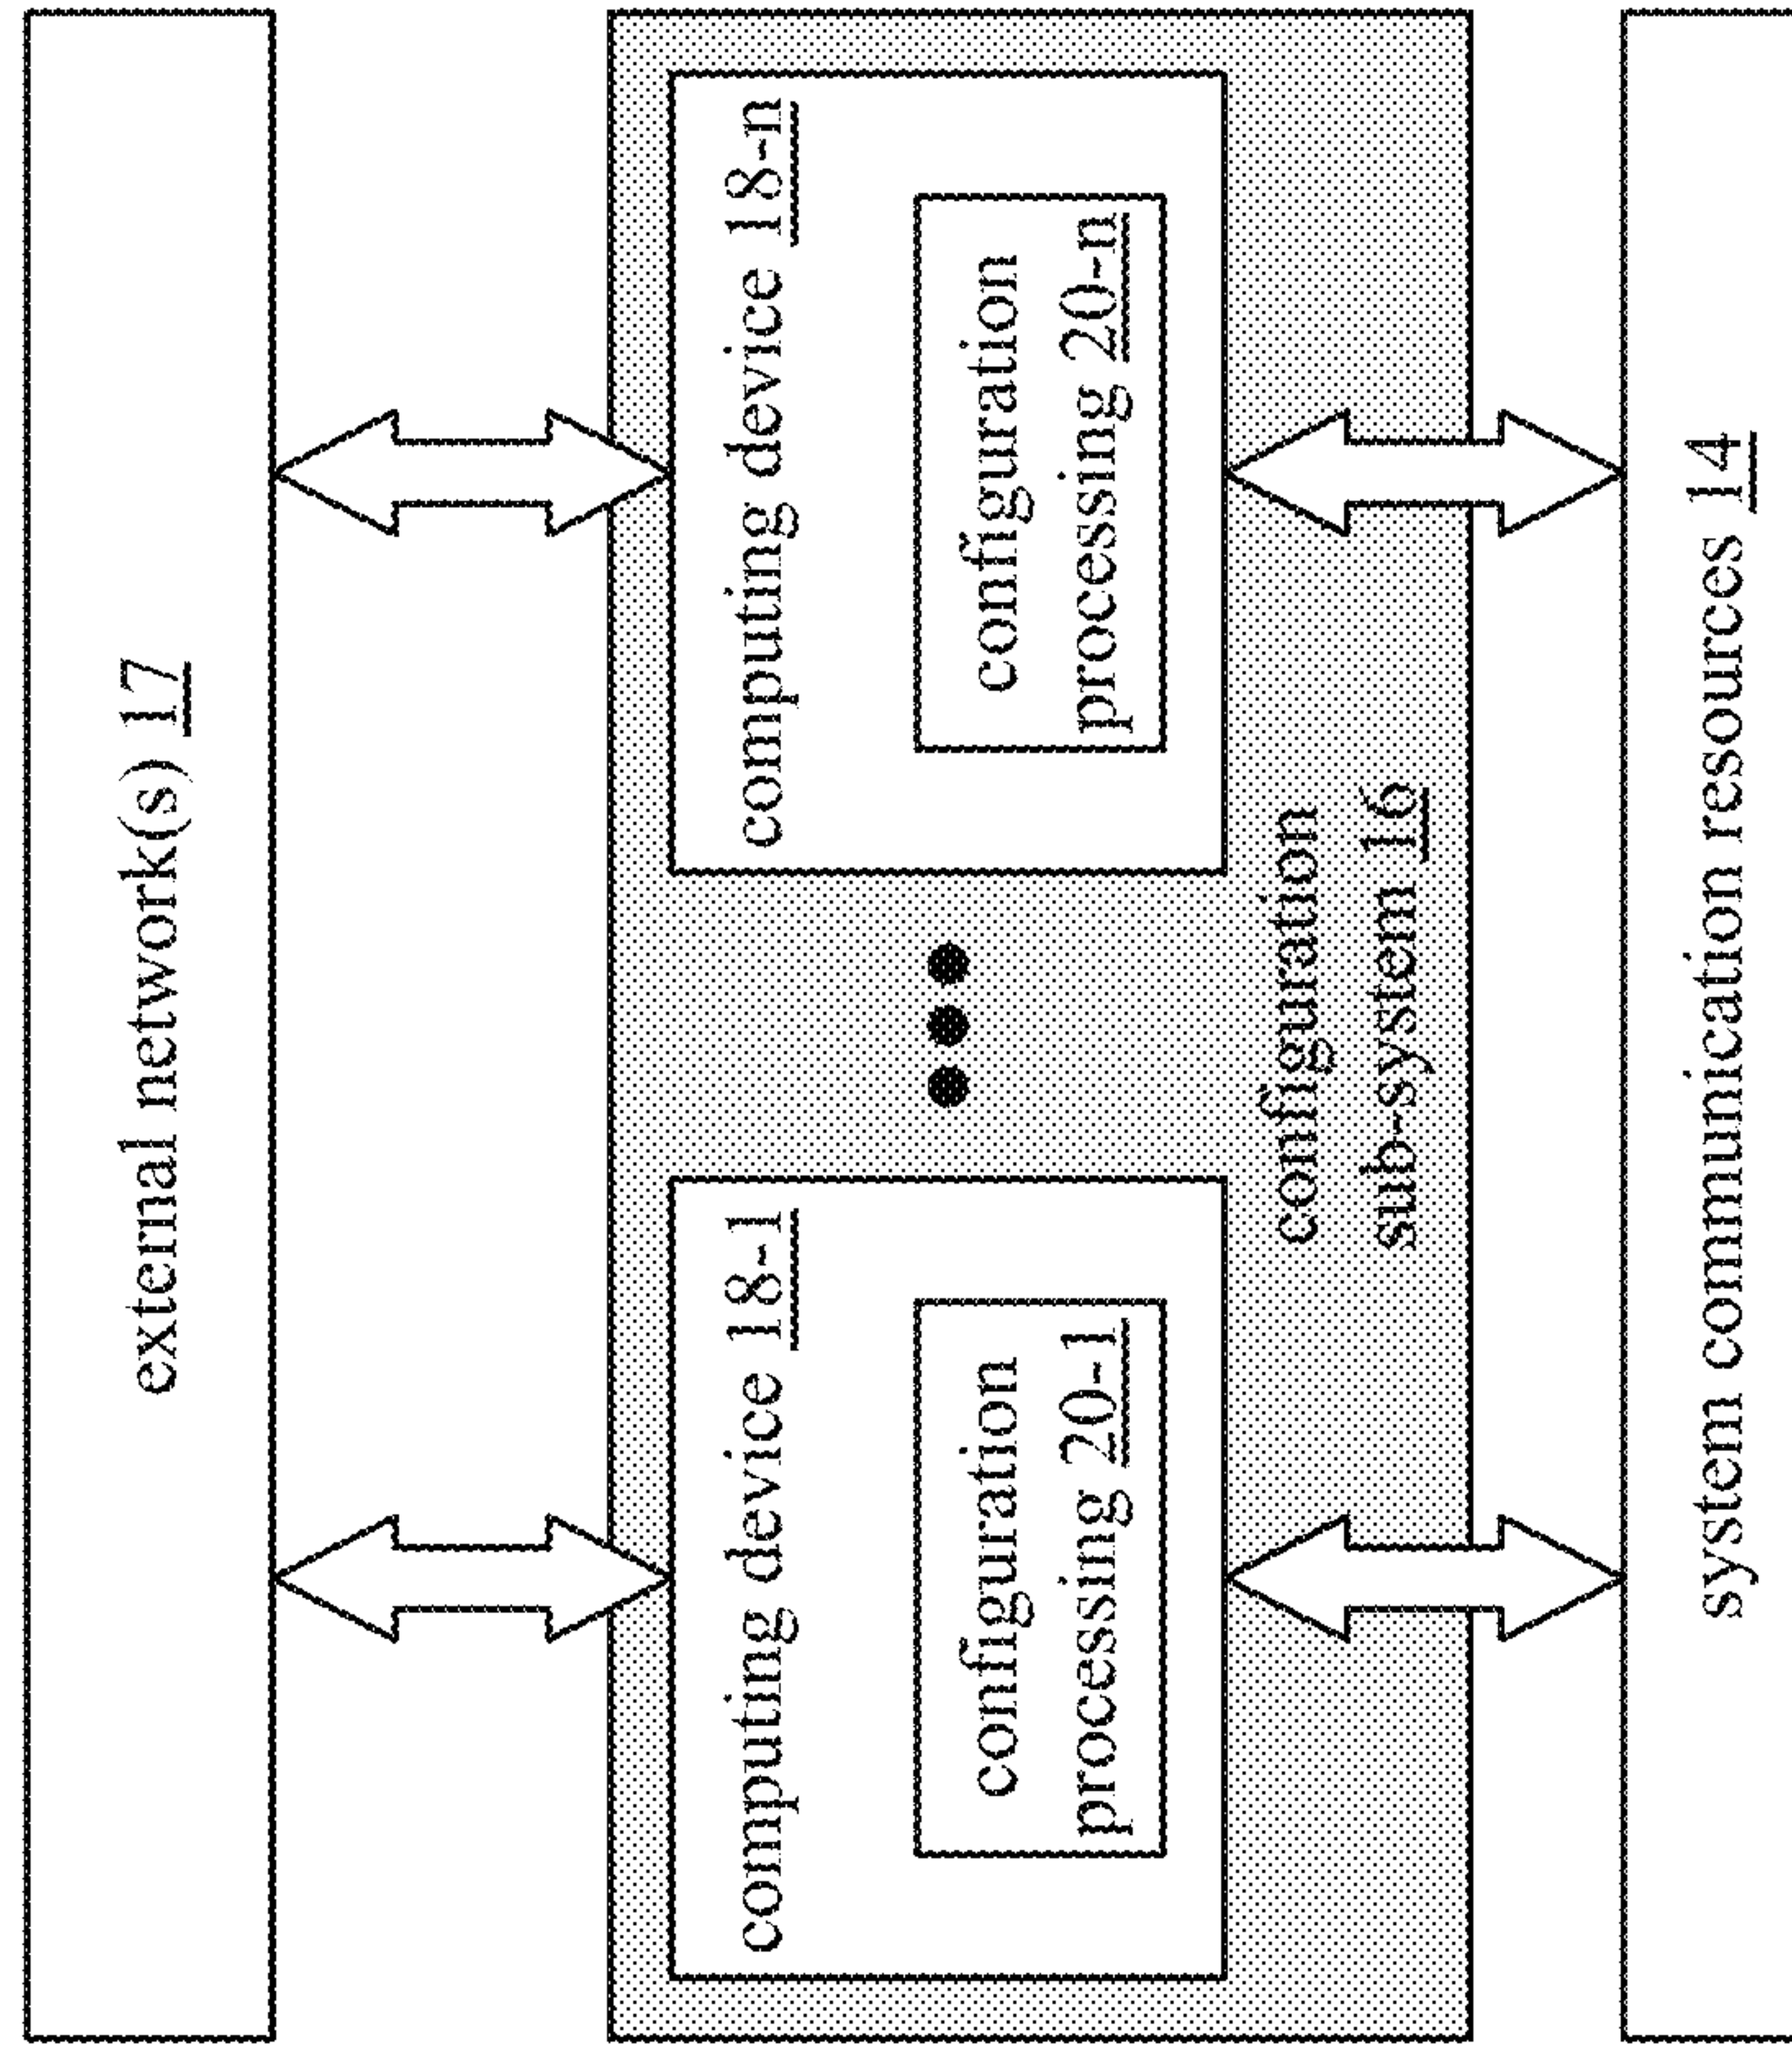 external network(s) 17
computing device 18-1
configuration
processing 20-1
computing device 18-n
configuration
processing 20-n
configuration
sub-system 16
system communication resources 14